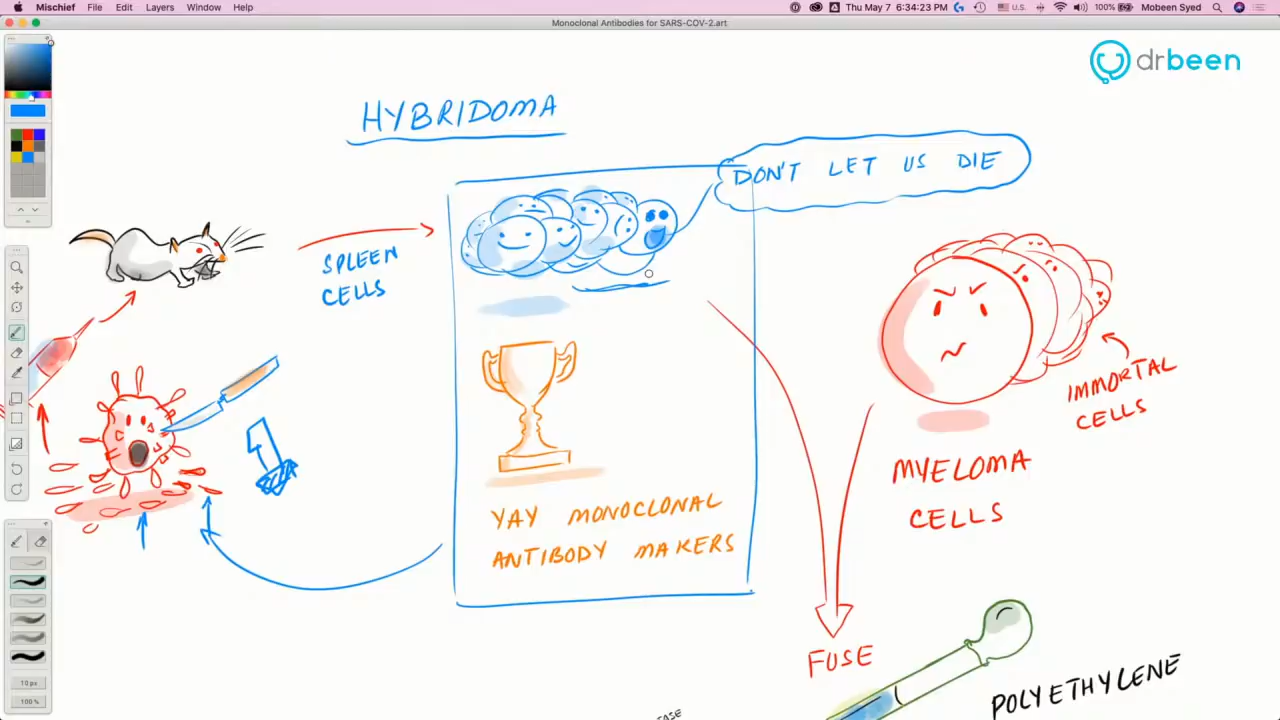 Mischief File Edit Layers Window Help
U.S. 100% Thu May 7 6:34:23 PM Mobeen Syed
Monoclonal Antibodies for SARS-COV-2.art
drbeen
HYBRIDOMA
DON'T LET US DIE
SPLEEN
CELLS
IMMORTAL
CELLS
MYELOMA
CELLS
YAY MONOCLONAL
ANTIBODY MAKERS
FUSE
POLYETHYLENE
10 px
100 %